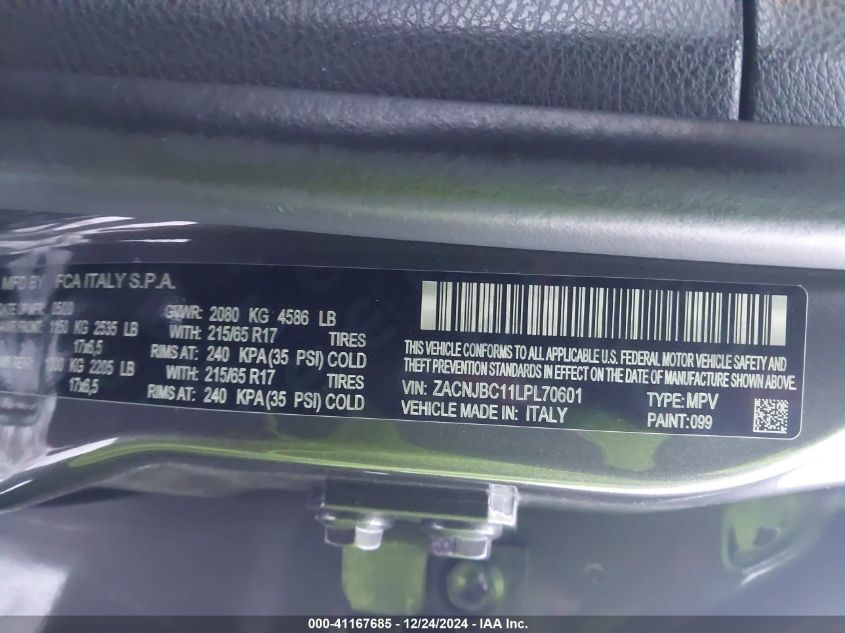 MFD BY FCA ITALY S.P.A.
DATE OF MFR
GVWR: 2080 KG 4586 LB
KG 2535 LB WITH: 215/65 R17 TIRES
17x6,5 RIMS AT: 240 KPA(35 PSI) COLD
KG 2205 LB WITH: 215/65 R17 TIRES
17x6,5 RIMS AT: 240 KPA(35 PSI) COLD
THIS VEHICLE CONFORMS TO ALL APPLICABLE U.S. FEDERAL MOTOR VEHICLE SAFETY AND
THEFT PREVENTION STANDARDS IN EFFECT ON THE DATE OF MANUFACTURE SHOWN ABOVE.
VIN: ZACNJBC11LPL70601 TYPE: MPV
VEHICLE MADE IN: ITALY PAINT:099
000-41167685 - 12/24/2024 - IAA Inc.